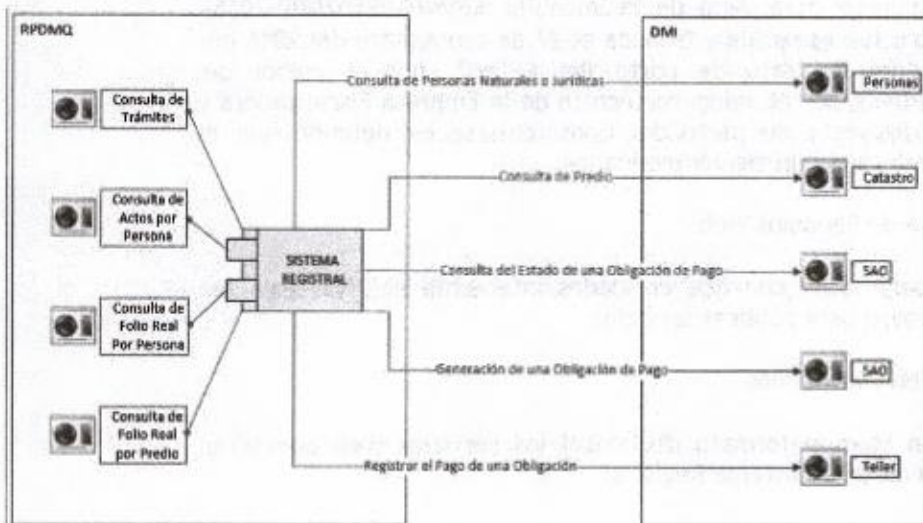 RPDMQ
DMI
Consulta de
Trámites
Consulta de
Actos por
Persona
Consulta de
Folio Real
Por Persona
Consulta de
Folio Real
por Predio
SISTEMA
REGISTRAL
Consulta de Personas Naturales o Jurídicas
Personas
Consulta de Predio
Catastro
Consulta del Estado de una Obligación de Pago
SAO
Generación de una Obligación de Pago
SAO
Registrar el Pago de una Obligación
Teller